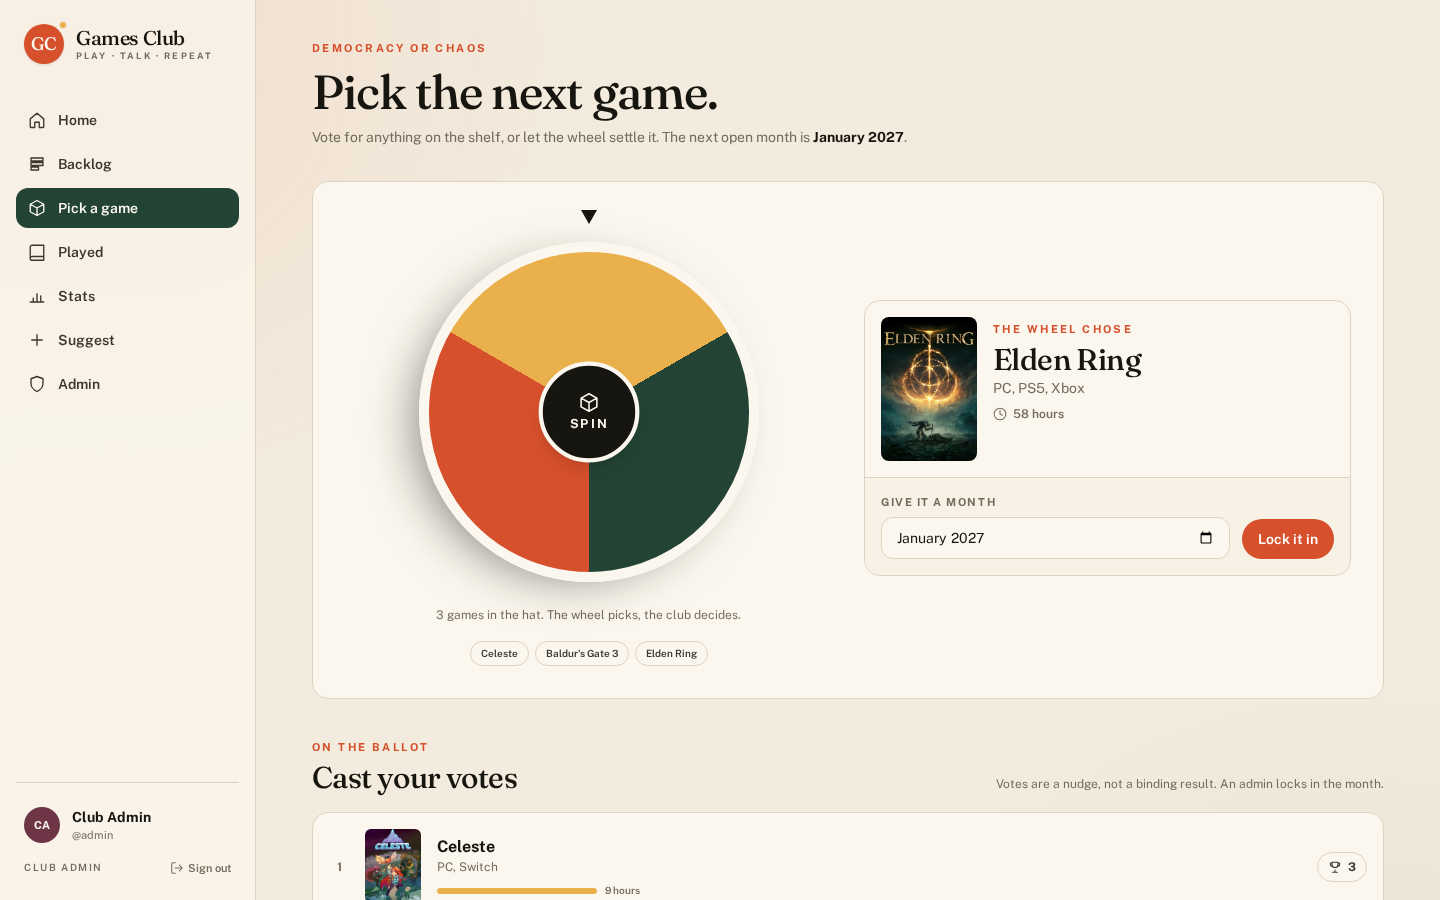 GC
Games Club
PLAY · TALK · REPEAT
Home
Backlog
Pick a game
Played
Stats
Suggest
Admin
CA
Club Admin
@admin
CLUB ADMIN
Sign out
DEMOCRACY OR CHAOS
Pick the next game.
Vote for anything on the shelf, or let the wheel settle it. The next open month is January 2027.
SPIN
3 games in the hat. The wheel picks, the club decides.
Celeste
Baldur's Gate 3
Elden Ring
ELDEN RING
THE WHEEL CHOSE
Elden Ring
PC, PS5, Xbox
58 hours
GIVE IT A MONTH
January 2027
Lock it in
ON THE BALLOT
Cast your votes
Votes are a nudge, not a binding result. An admin locks in the month.
1
CELESTE
Celeste
PC, Switch
9 hours
3